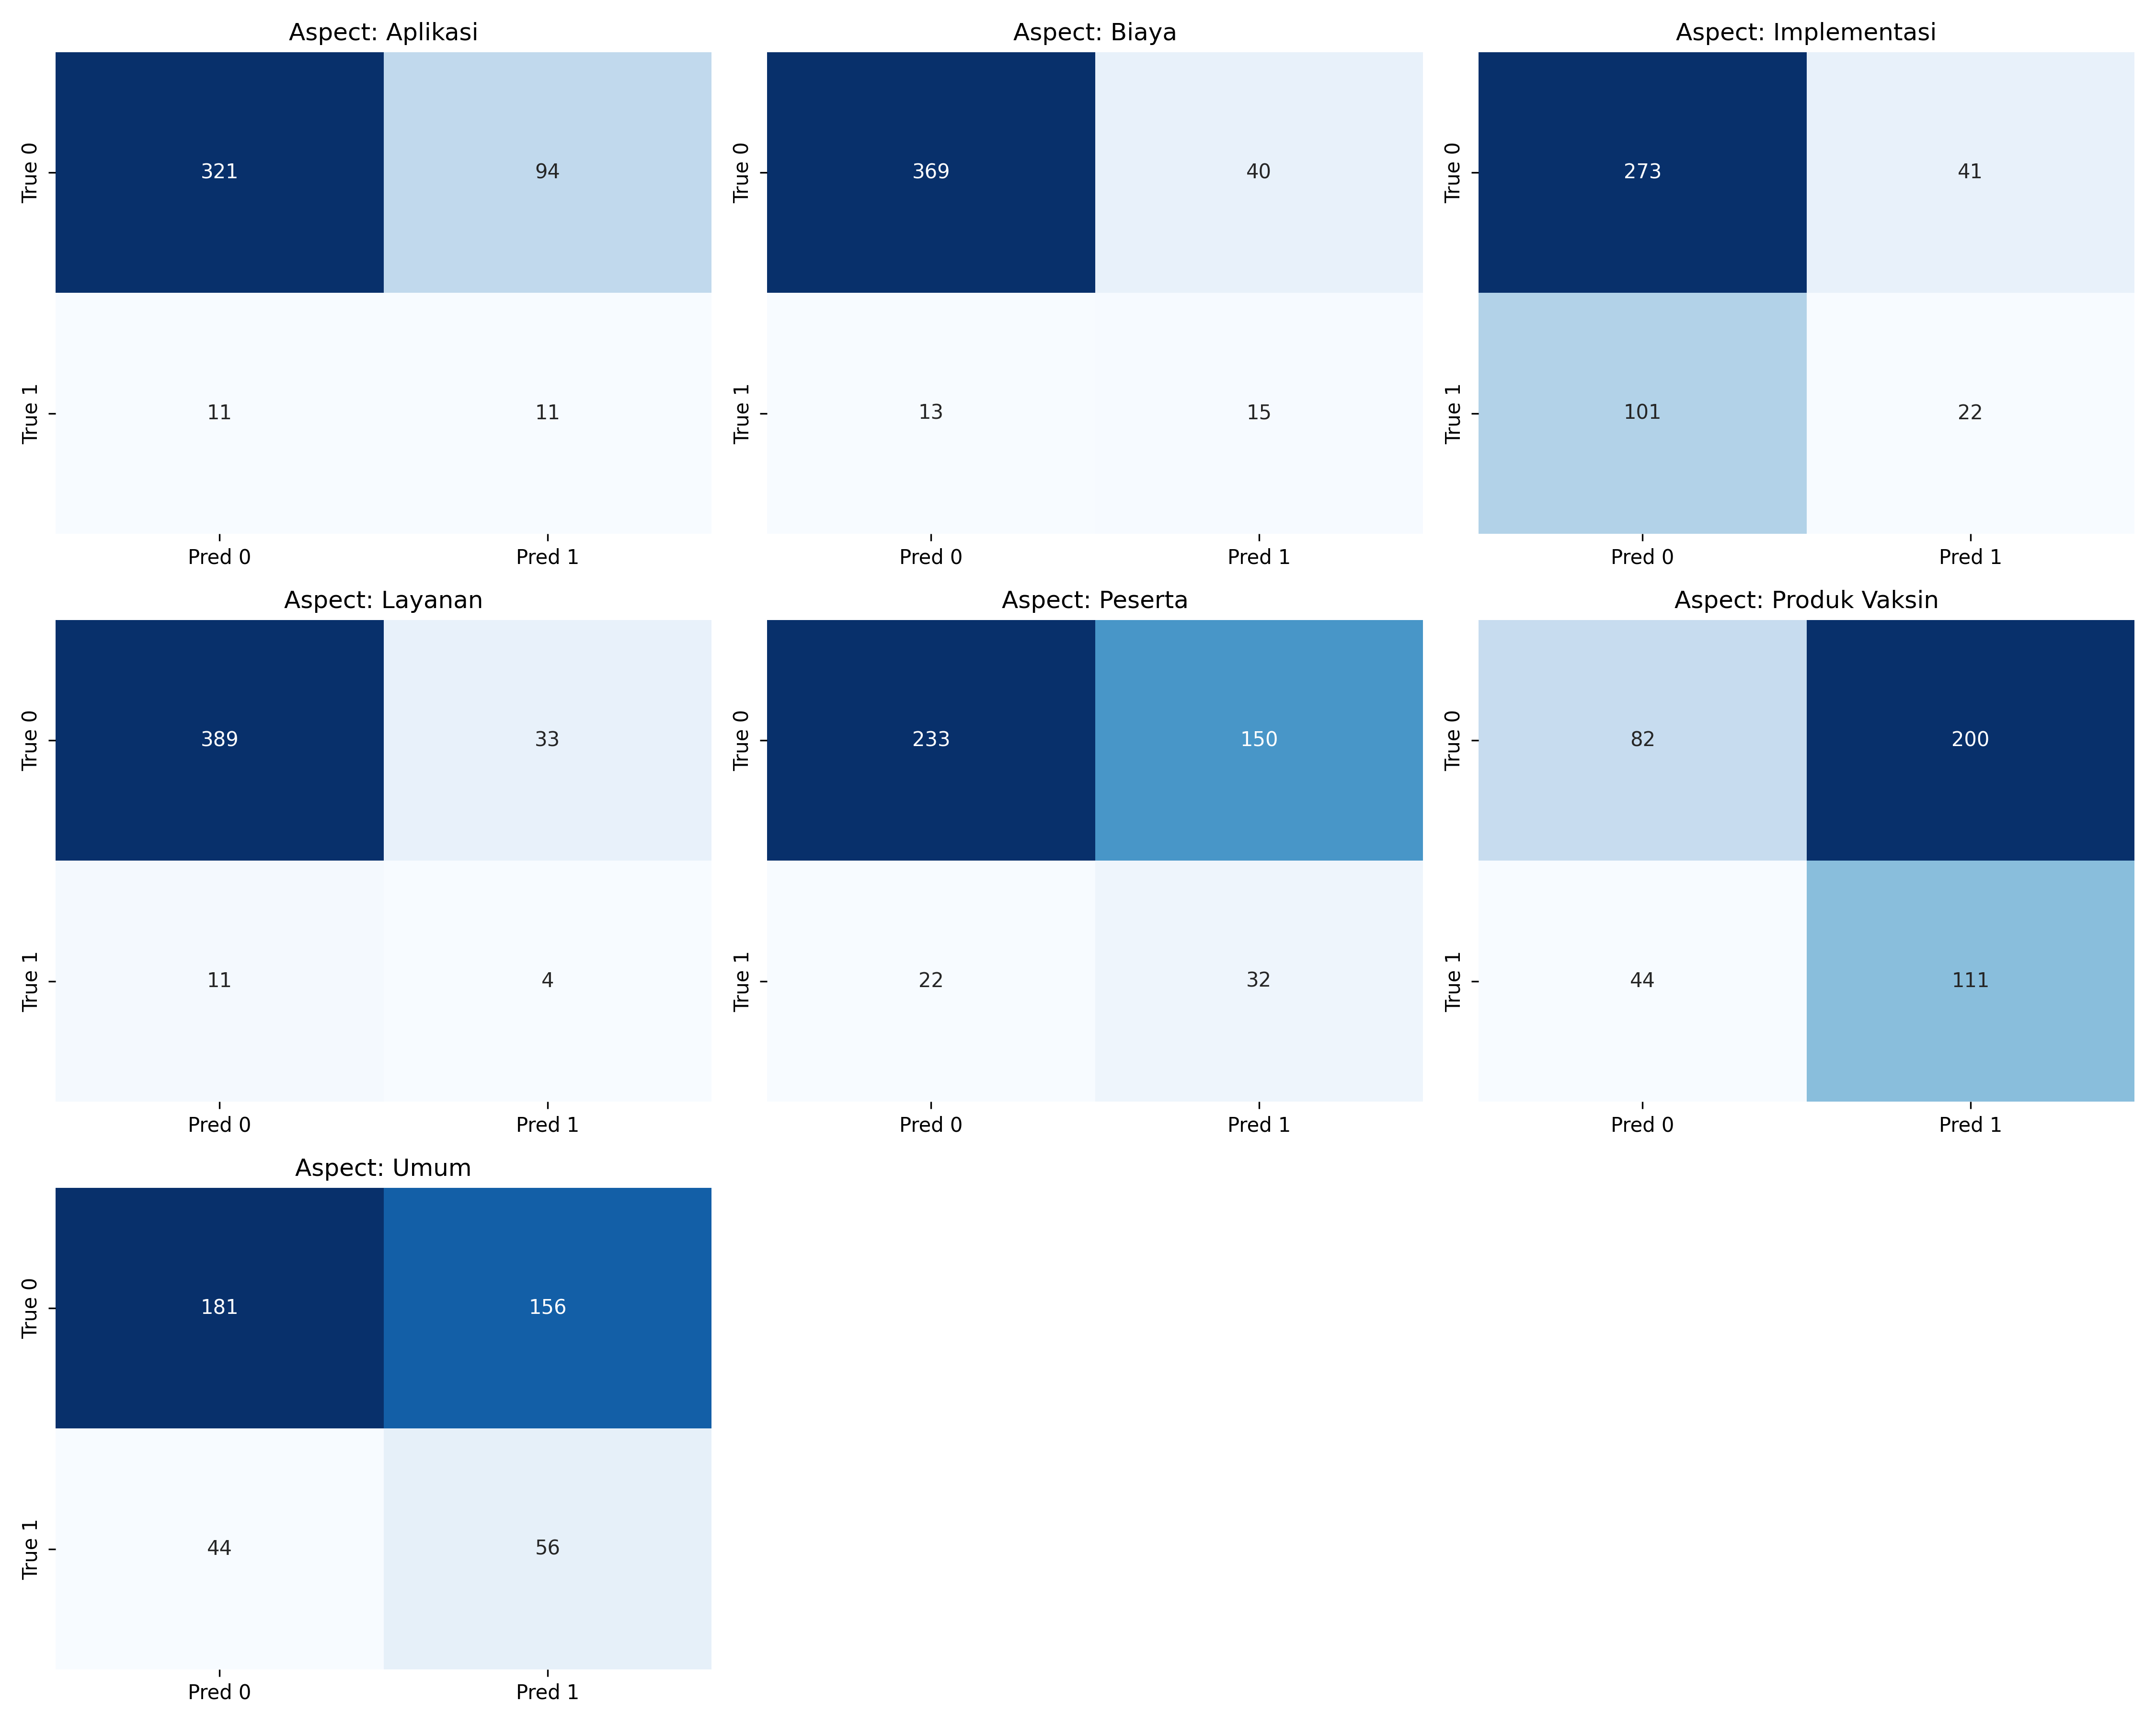 Aspect: Aplikasi
True 0
321
94
True 1
11
11
Pred 0
Pred 1
Aspect: Biaya
True 0
369
40
True 1
13
15
Pred 0
Pred 1
Aspect: Implementasi
True 0
273
41
True 1
101
22
Pred 0
Pred 1
Aspect: Layanan
True 0
389
33
True 1
11
4
Pred 0
Pred 1
Aspect: Peserta
True 0
233
150
True 1
22
32
Pred 0
Pred 1
Aspect: Produk Vaksin
True 0
82
200
True 1
44
111
Pred 0
Pred 1
Aspect: Umum
True 0
181
156
True 1
44
56
Pred 0
Pred 1